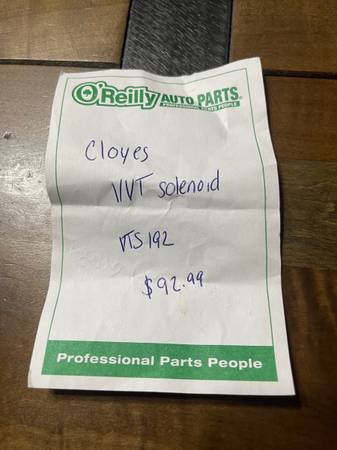 O'Reilly AUTO PARTS®
PROFESSIONAL PARTS PEOPLE
Cloyes
VVT solenoid
VTS192
$92.99
Professional Parts People